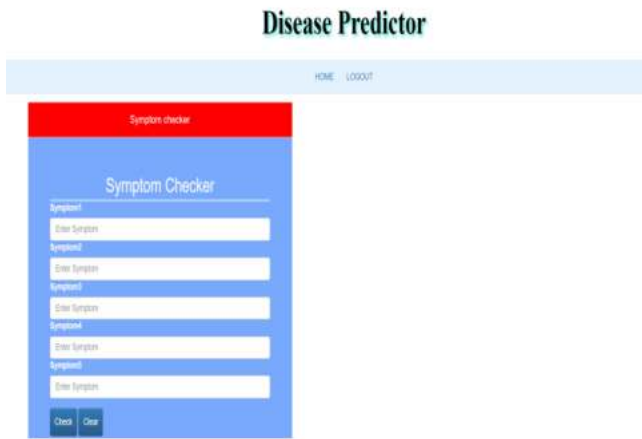 Disease Predictor
HOME LOGOUT
Symptom checker
Symptom Checker
Symptom1
Enter Symptom
Symptom2
Enter Symptom
Symptom3
Enter Symptom
Symptom4
Enter Symptom
Symptom5
Enter Symptom
Check Clear